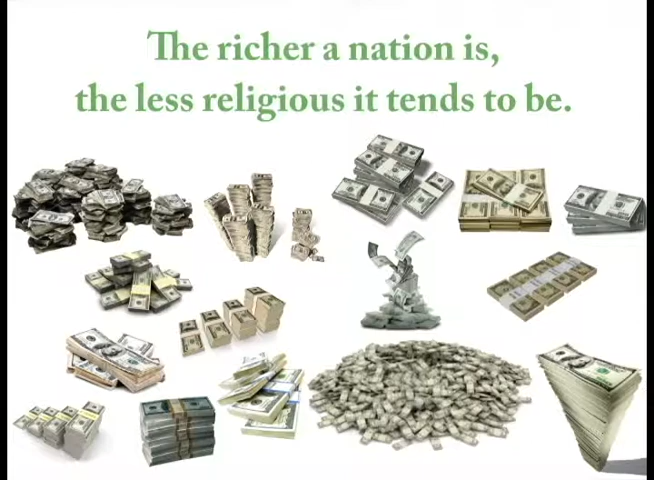 The richer a nation is,
the less religious it tends to be.